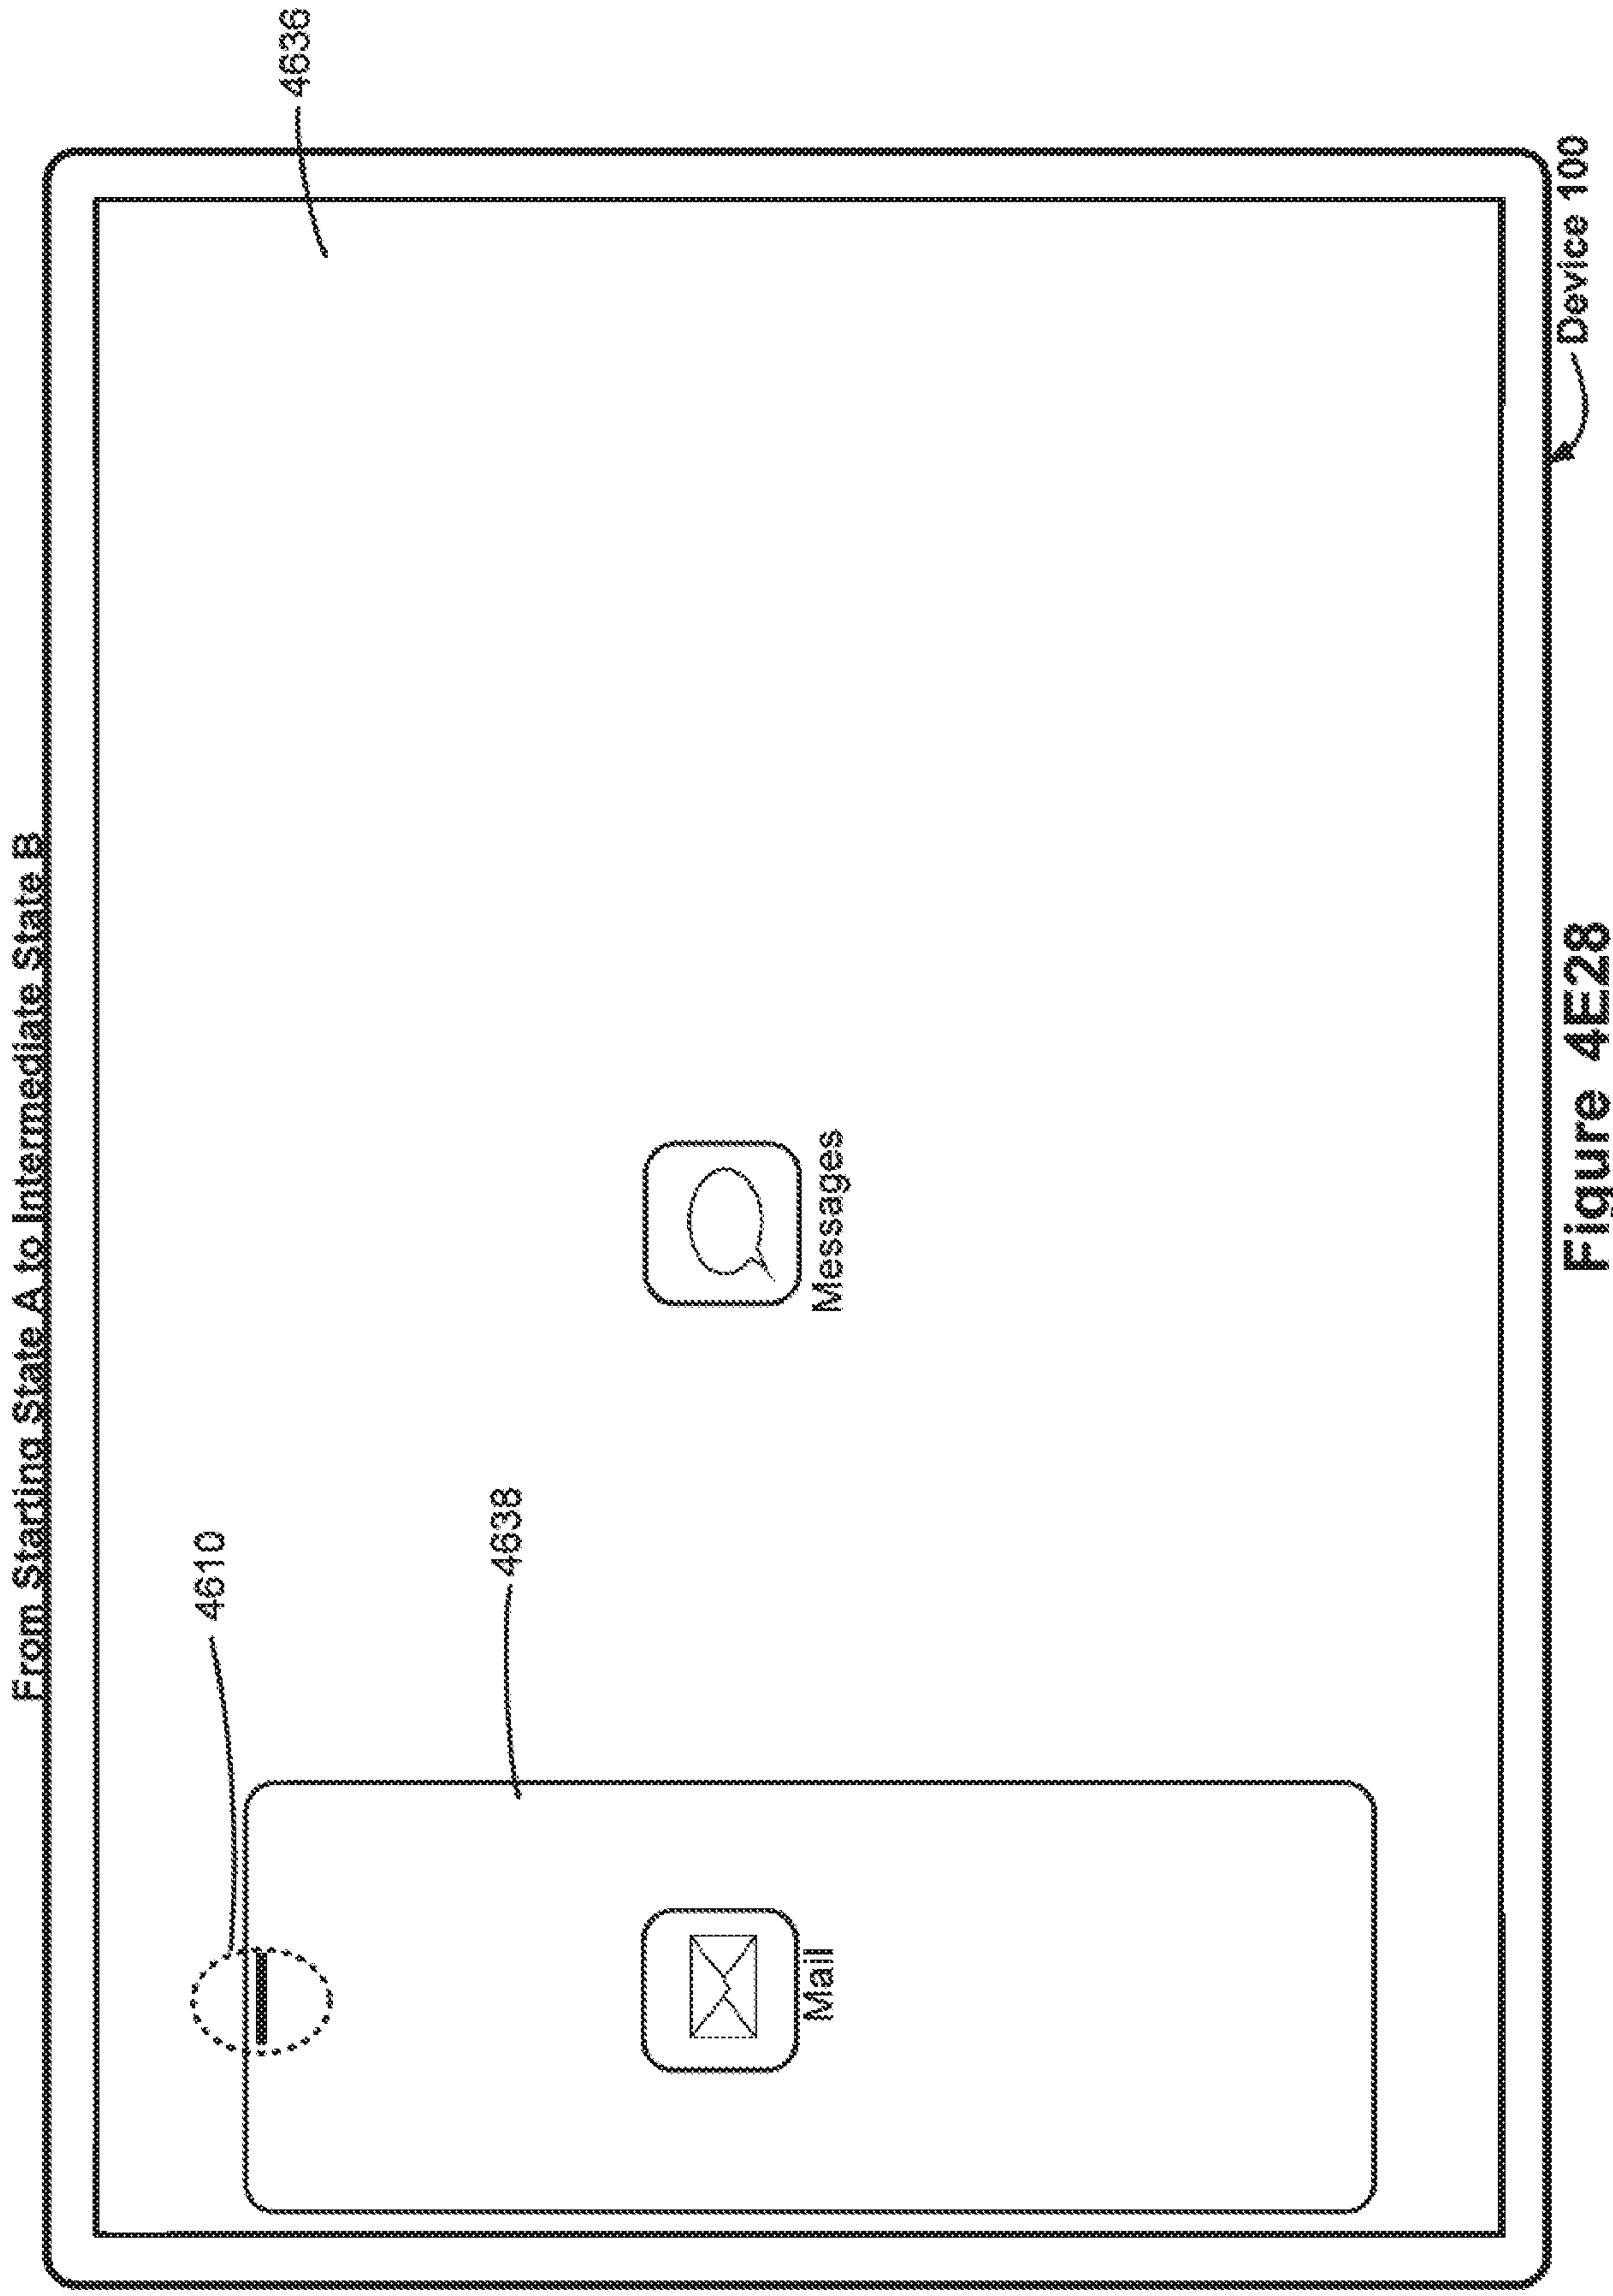 From Starting State A to Intermediate State B
4636
4610
4638
Mail
Messages
Device 100
Figure 4E28